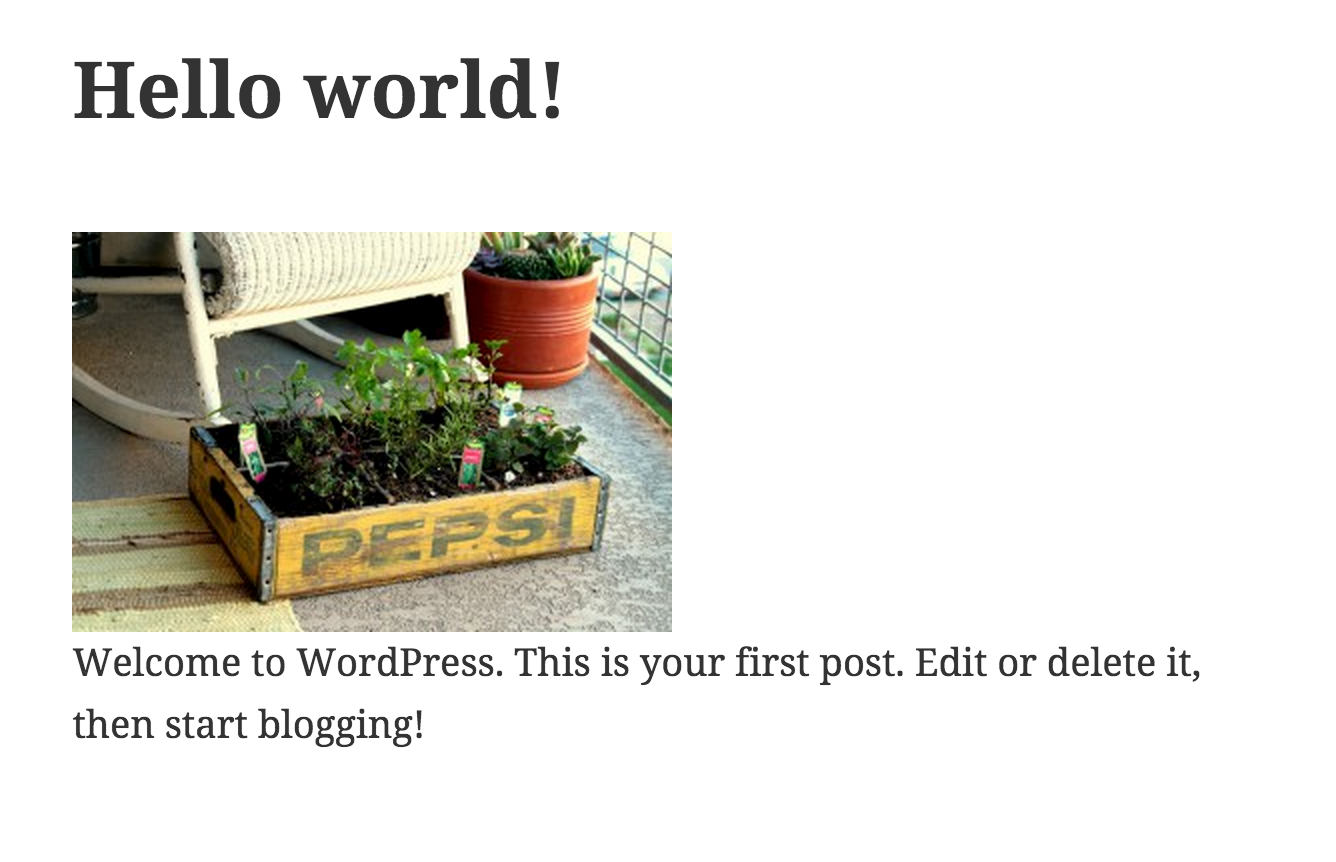 Hello world!
PEPSI
Welcome to WordPress. This is your first post. Edit or delete it,
then start blogging!